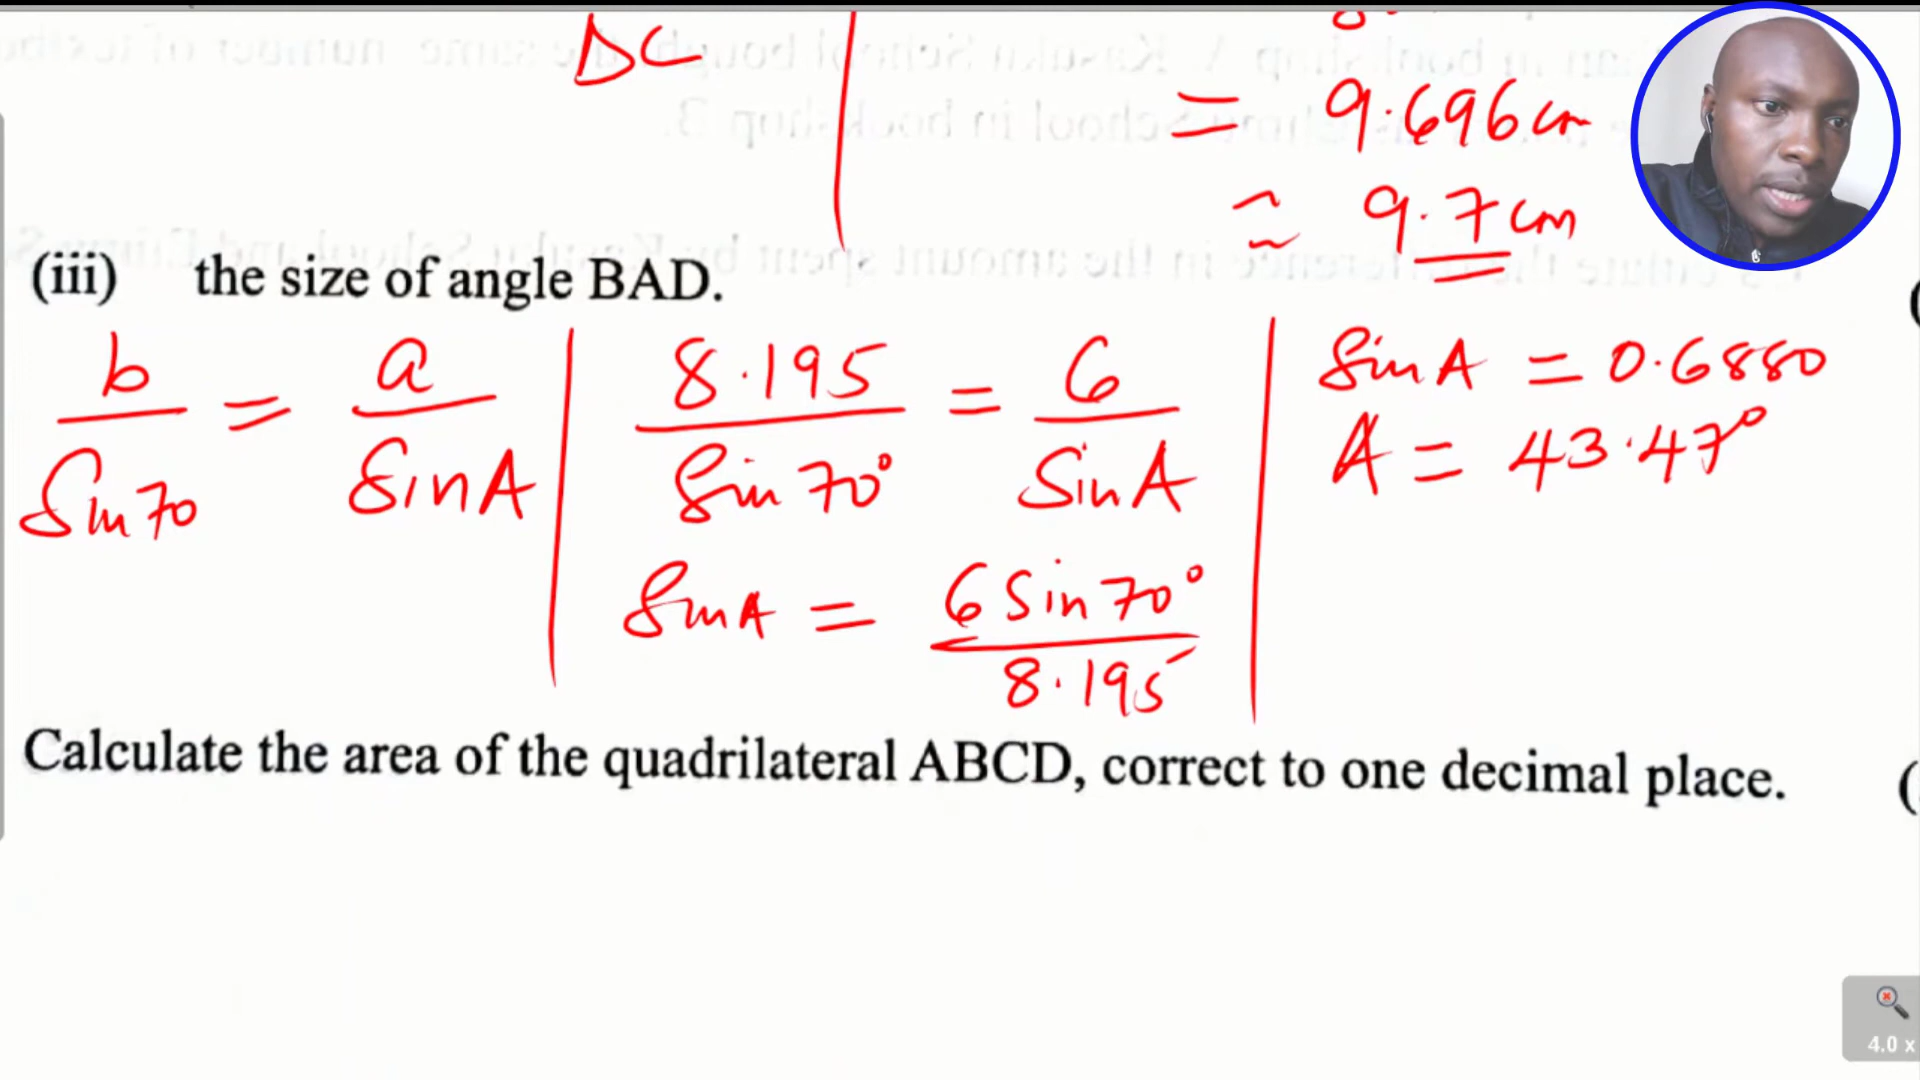 DC
= 9.696cm
≈ 9.7cm
(iii) the size of angle BAD.
b/Sin70 = a/SinA
8.195/Sin70° = 6/SinA
SinA = 6Sin70°/8.195
SinA = 0.6880
A = 43.47°
Calculate the area of the quadrilateral ABCD, correct to one decimal place. (
4.0 x